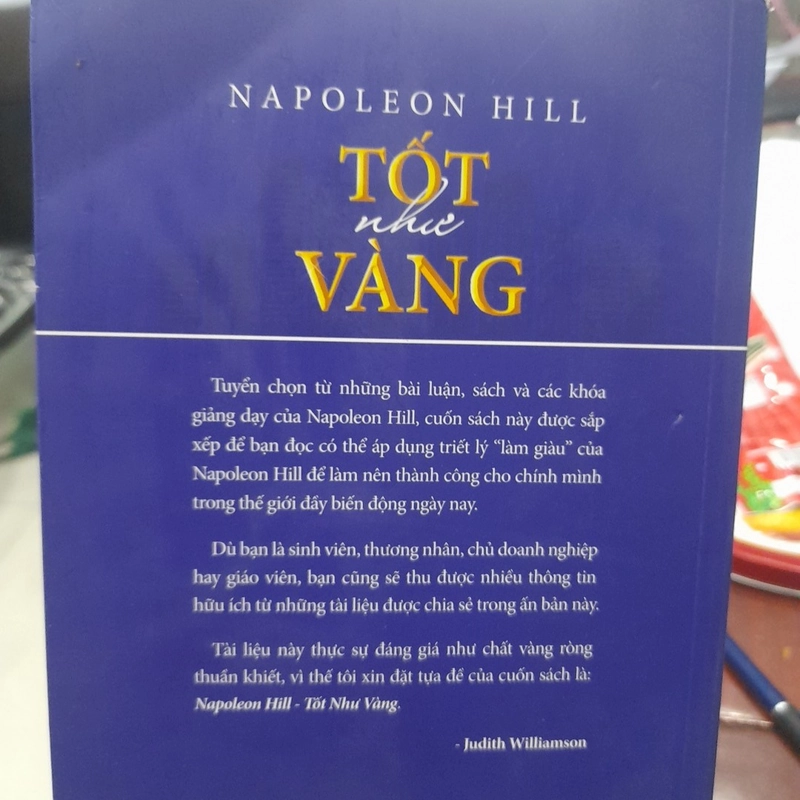 NAPOLEON HILL
TỐT
như
VÀNG
Tuyển chọn từ những bài luận, sách và các khóa
giảng dạy của Napoleon Hill, cuốn sách này được sắp
xếp để bạn đọc có thể áp dụng triết lý “làm giàu” của
Napoleon Hill để làm nên thành công cho chính mình
trong thế giới đầy biến động ngày nay.
Dù bạn là sinh viên, thương nhân, chủ doanh nghiệp
hay giáo viên, bạn cũng sẽ thu được nhiều thông tin
hữu ích từ những tài liệu được chia sẻ trong ấn bản này.
Tài liệu này thực sự đáng giá như chất vàng ròng
thuần khiết, vì thế tôi xin đặt tựa đề của cuốn sách là:
Napoleon Hill - Tốt Như Vàng.
- Judith Williamson